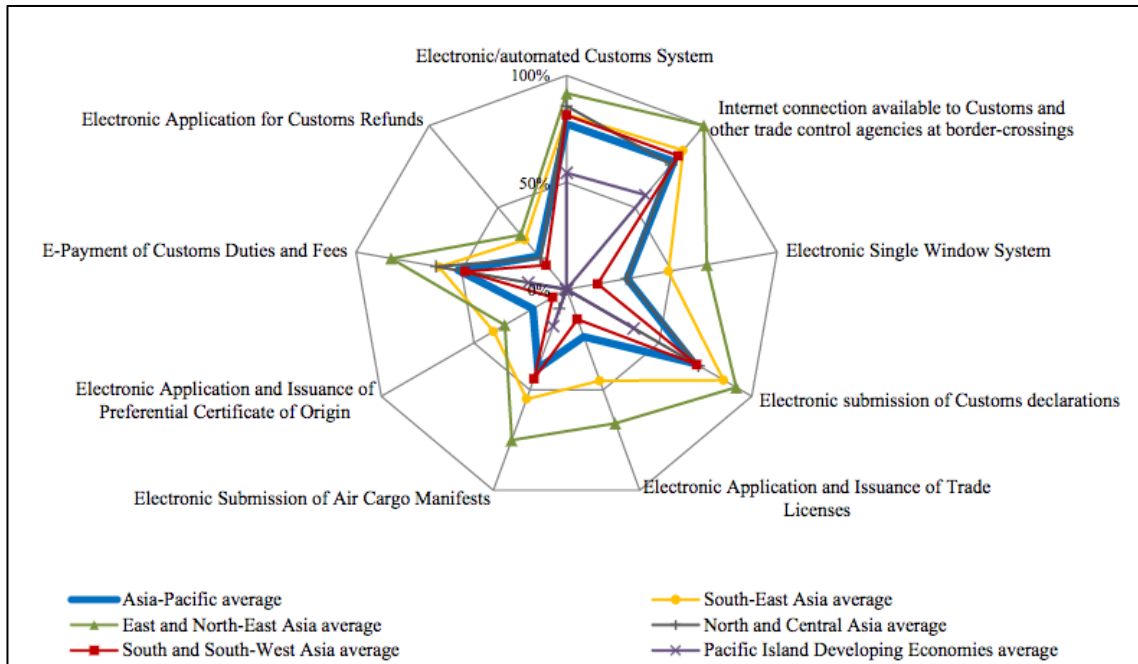 Electronic/automated Customs System
100%
Internet connection available to Customs and
other trade control agencies at border-crossings
Electronic Application for Customs Refunds
50%
E-Payment of Customs Duties and Fees
Electronic Single Window System
0%
Electronic Application and Issuance of
Preferential Certificate of Origin
Electronic submission of Customs declarations
Electronic Submission of Air Cargo Manifests
Electronic Application and Issuance of Trade
Licenses
Asia-Pacific average
South-East Asia average
East and North-East Asia average
North and Central Asia average
South and South-West Asia average
Pacific Island Developing Economies average